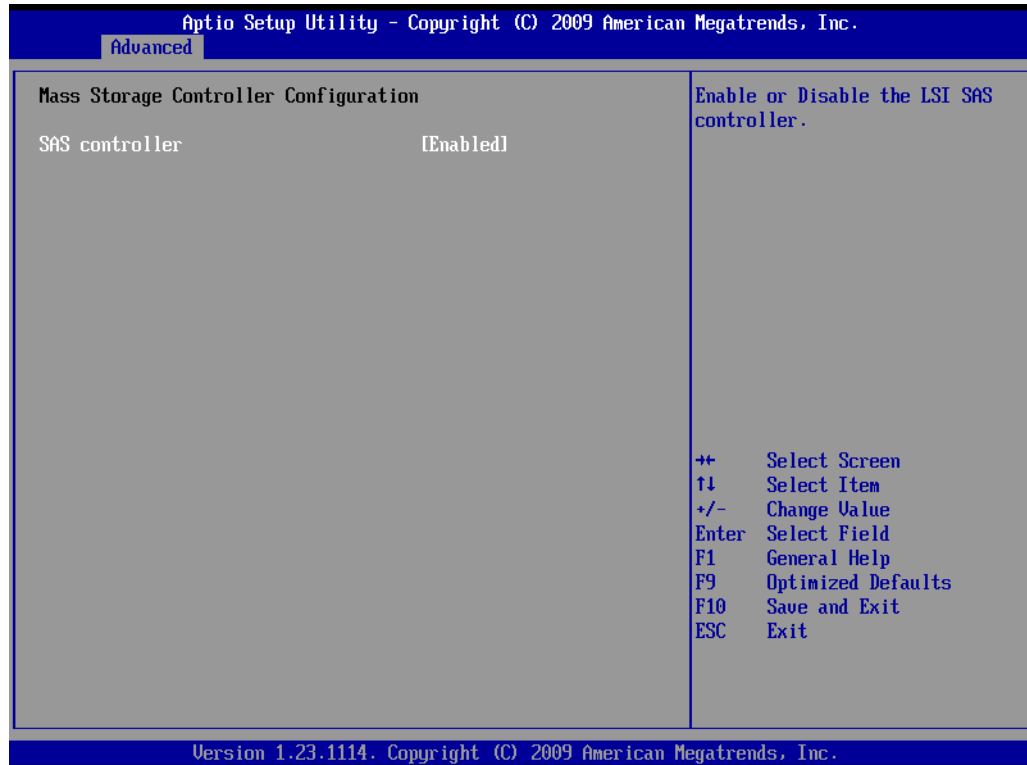 Aptio Setup Utility - Copyright (C) 2009 American Megatrends, Inc.
Advanced
Mass Storage Controller Configuration
SAS controller [Enabled]
Enable or Disable the LSI SAS
controller.
→← Select Screen
↑↓ Select Item
+/- Change Value
Enter Select Field
F1 General Help
F9 Optimized Defaults
F10 Save and Exit
ESC Exit
Version 1.23.1114. Copyright (C) 2009 American Megatrends, Inc.